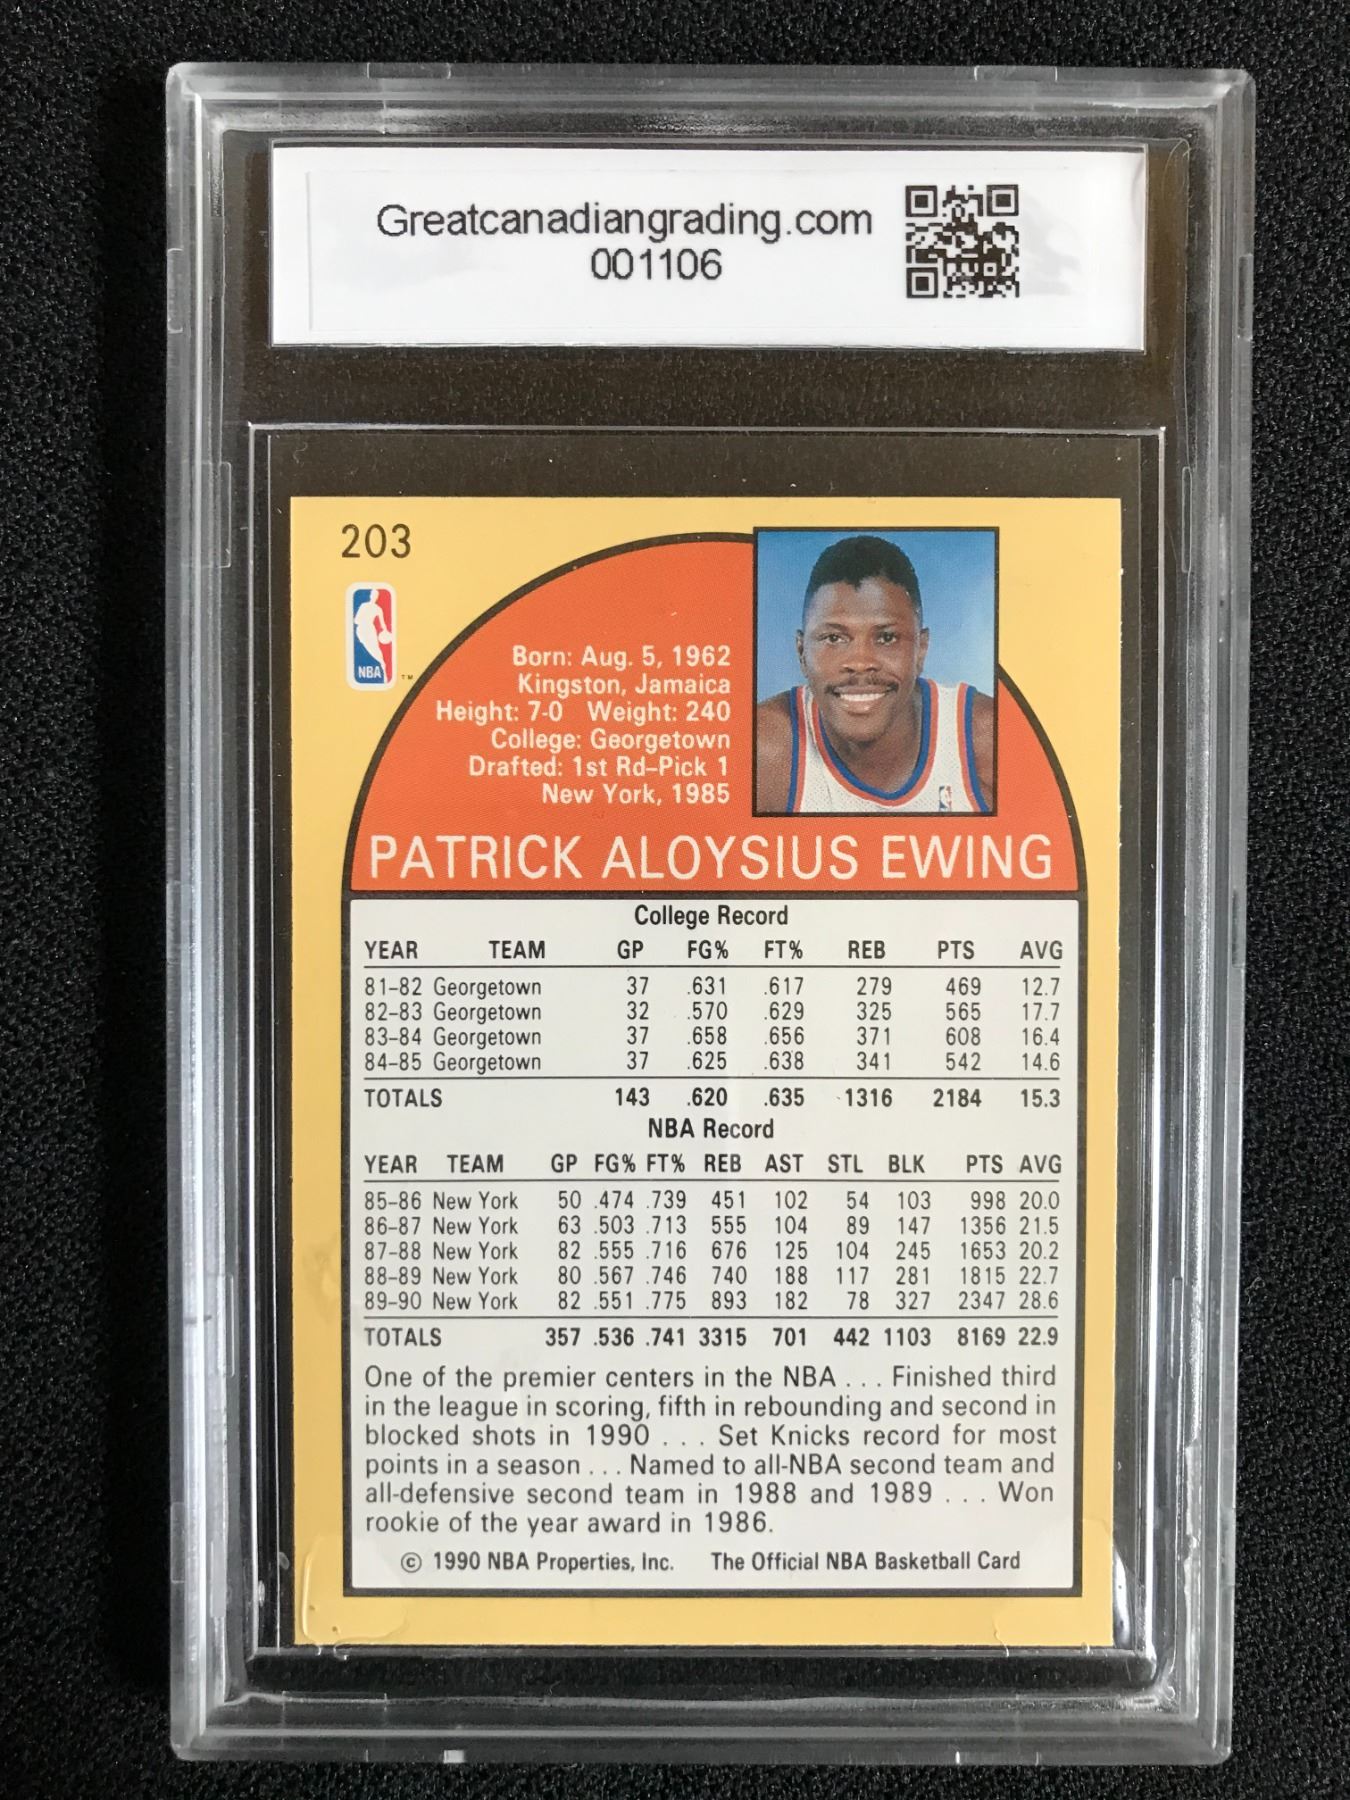 Greatcanadiangrading.com
001106
203
NBA
TM
Born: Aug. 5, 1962
Kingston, Jamaica
Height: 7-0 Weight: 240
College: Georgetown
Drafted: 1st Rd-Pick 1
New York, 1985
PATRICK ALOYSIUS EWING
College Record
YEAR TEAM GP FG% FT% REB PTS AVG
81-82 Georgetown 37 .631 .617 279 469 12.7
82-83 Georgetown 32 .570 .629 325 565 17.7
83-84 Georgetown 37 .658 .656 371 608 16.4
84-85 Georgetown 37 .625 .638 341 542 14.6
TOTALS 143 .620 .635 1316 2184 15.3
NBA Record
YEAR TEAM GP FG% FT% REB AST STL BLK PTS AVG
85-86 New York 50 .474 .739 451 102 54 103 998 20.0
86-87 New York 63 .503 .713 555 104 89 147 1356 21.5
87-88 New York 82 .555 .716 676 125 104 245 1653 20.2
88-89 New York 80 .567 .746 740 188 117 281 1815 22.7
89-90 New York 82 .551 .775 893 182 78 327 2347 28.6
TOTALS 357 .536 .741 3315 701 442 1103 8169 22.9
One of the premier centers in the NBA . . . Finished third
in the league in scoring, fifth in rebounding and second in
blocked shots in 1990 . . . Set Knicks record for most
points in a season . . . Named to all-NBA second team and
all-defensive second team in 1988 and 1989 . . . Won
rookie of the year award in 1986.
© 1990 NBA Properties, Inc. The Official NBA Basketball Card